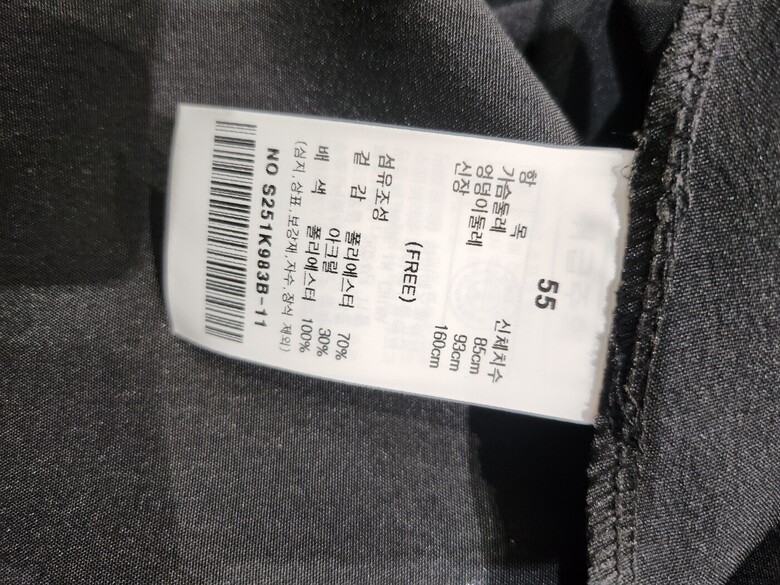 55
항 목 신체치수
가슴둘레 85cm
엉덩이둘레 93cm
신장 160cm
(FREE)
섬유조성
겉 감 폴리에스터 70%
아크릴 30%
배 색 폴리에스터 100%
(심지,상표,보강재,자수,장식 제외)
NO S251K983B-11